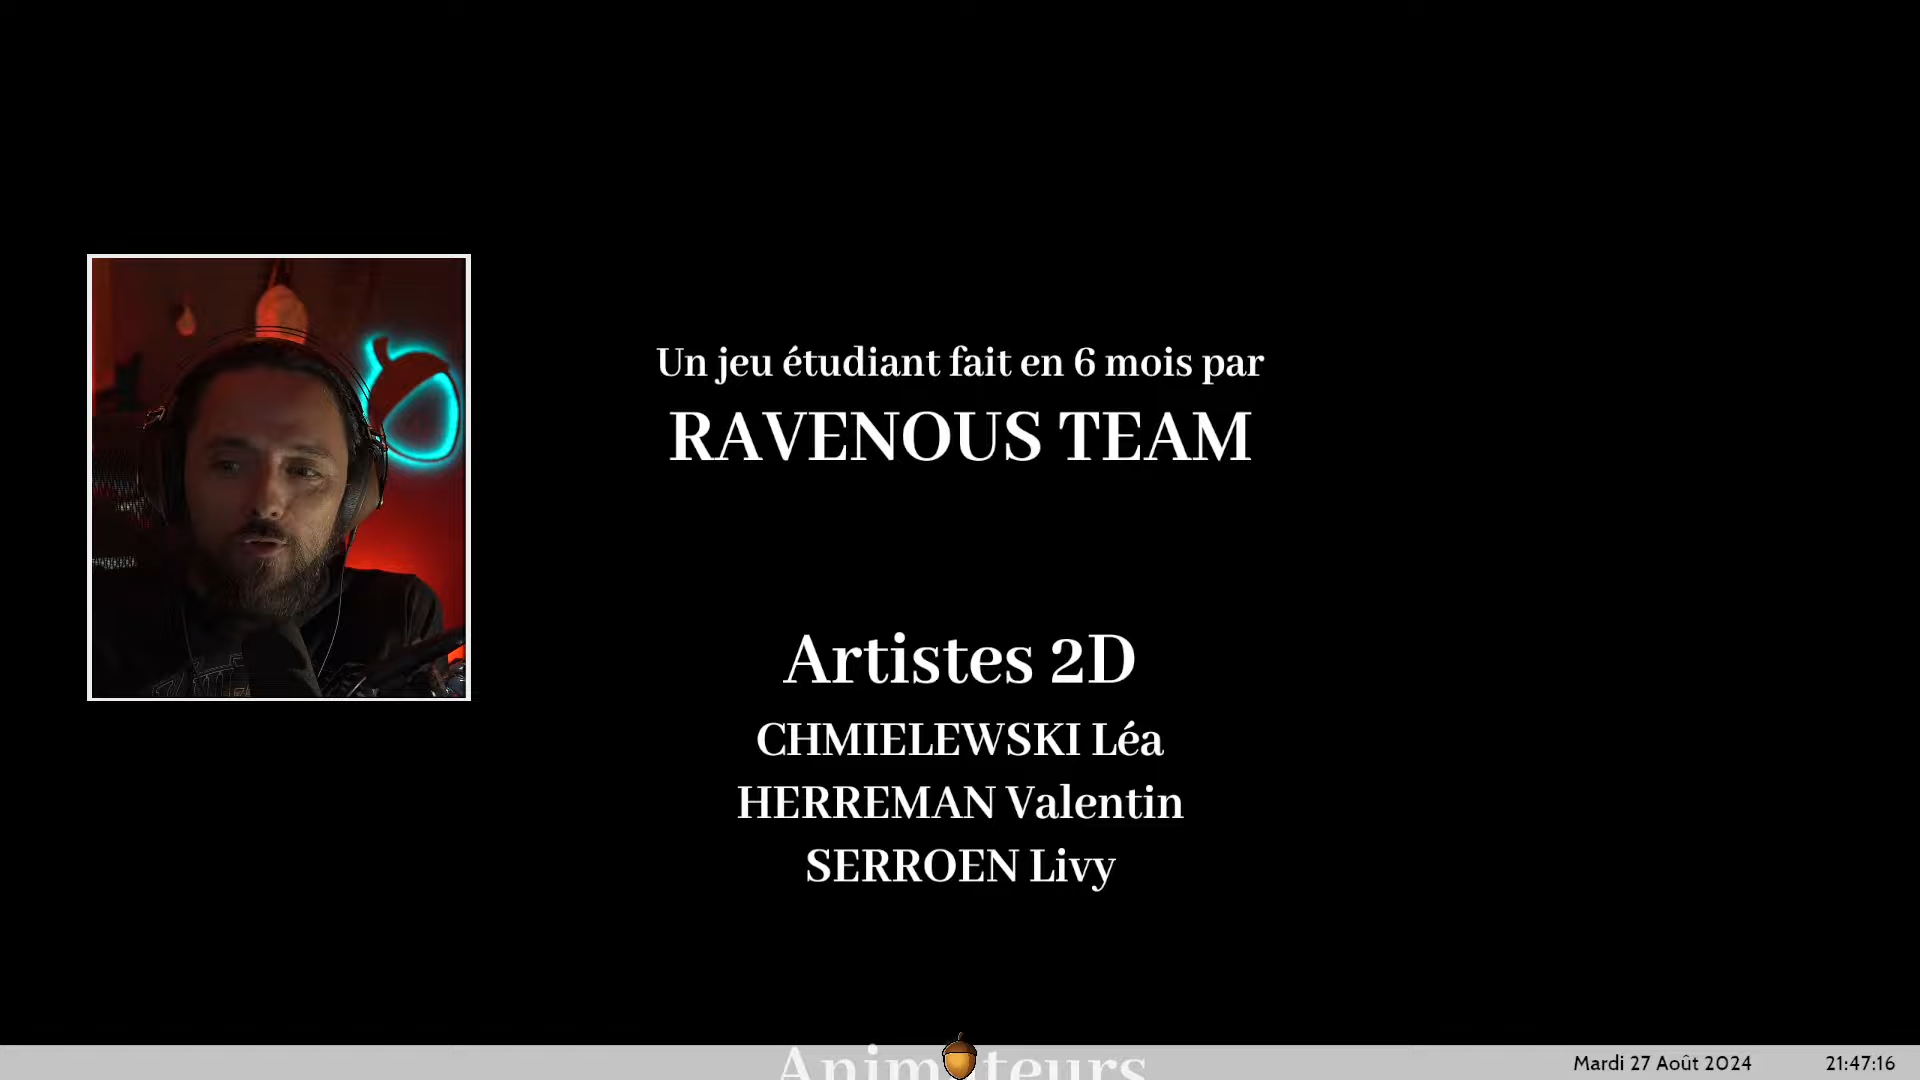 Un jeu étudiant fait en 6 mois par
RAVENOUS TEAM
Artistes 2D
CHMIELEWSKI Léa
HERREMAN Valentin
SERROEN Livy
Animateurs
Mardi 27 Août 2024
21:47:16